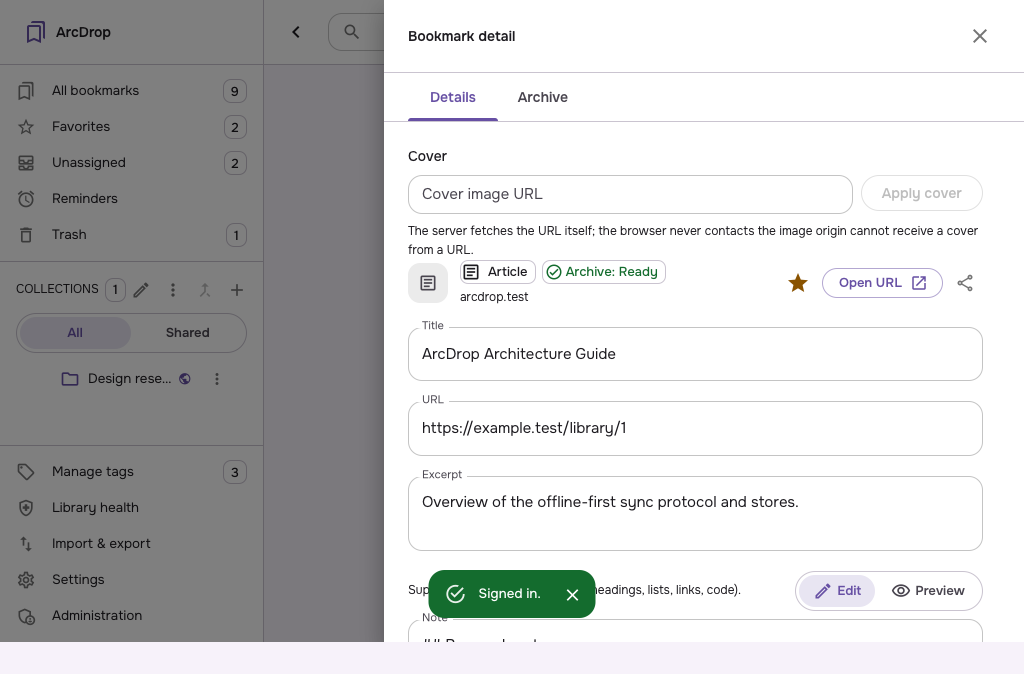 ArcDrop
All bookmarks 9
Favorites 2
Unassigned 2
Reminders
Trash 1
COLLECTIONS 1
All Shared
Design rese...
Manage tags 3
Library health
Import & export
Settings
Administration
Bookmark detail
Details Archive
Cover
Cover image URL
Apply cover
The server fetches the URL itself; the browser never contacts the image origin cannot receive a cover
from a URL.
Article Archive: Ready
arcdrop.test
Open URL
Title
ArcDrop Architecture Guide
URL
https://example.test/library/1
Excerpt
Overview of the offline-first sync protocol and stores.
headings, lists, links, code).
Edit Preview
Signed in.
Note